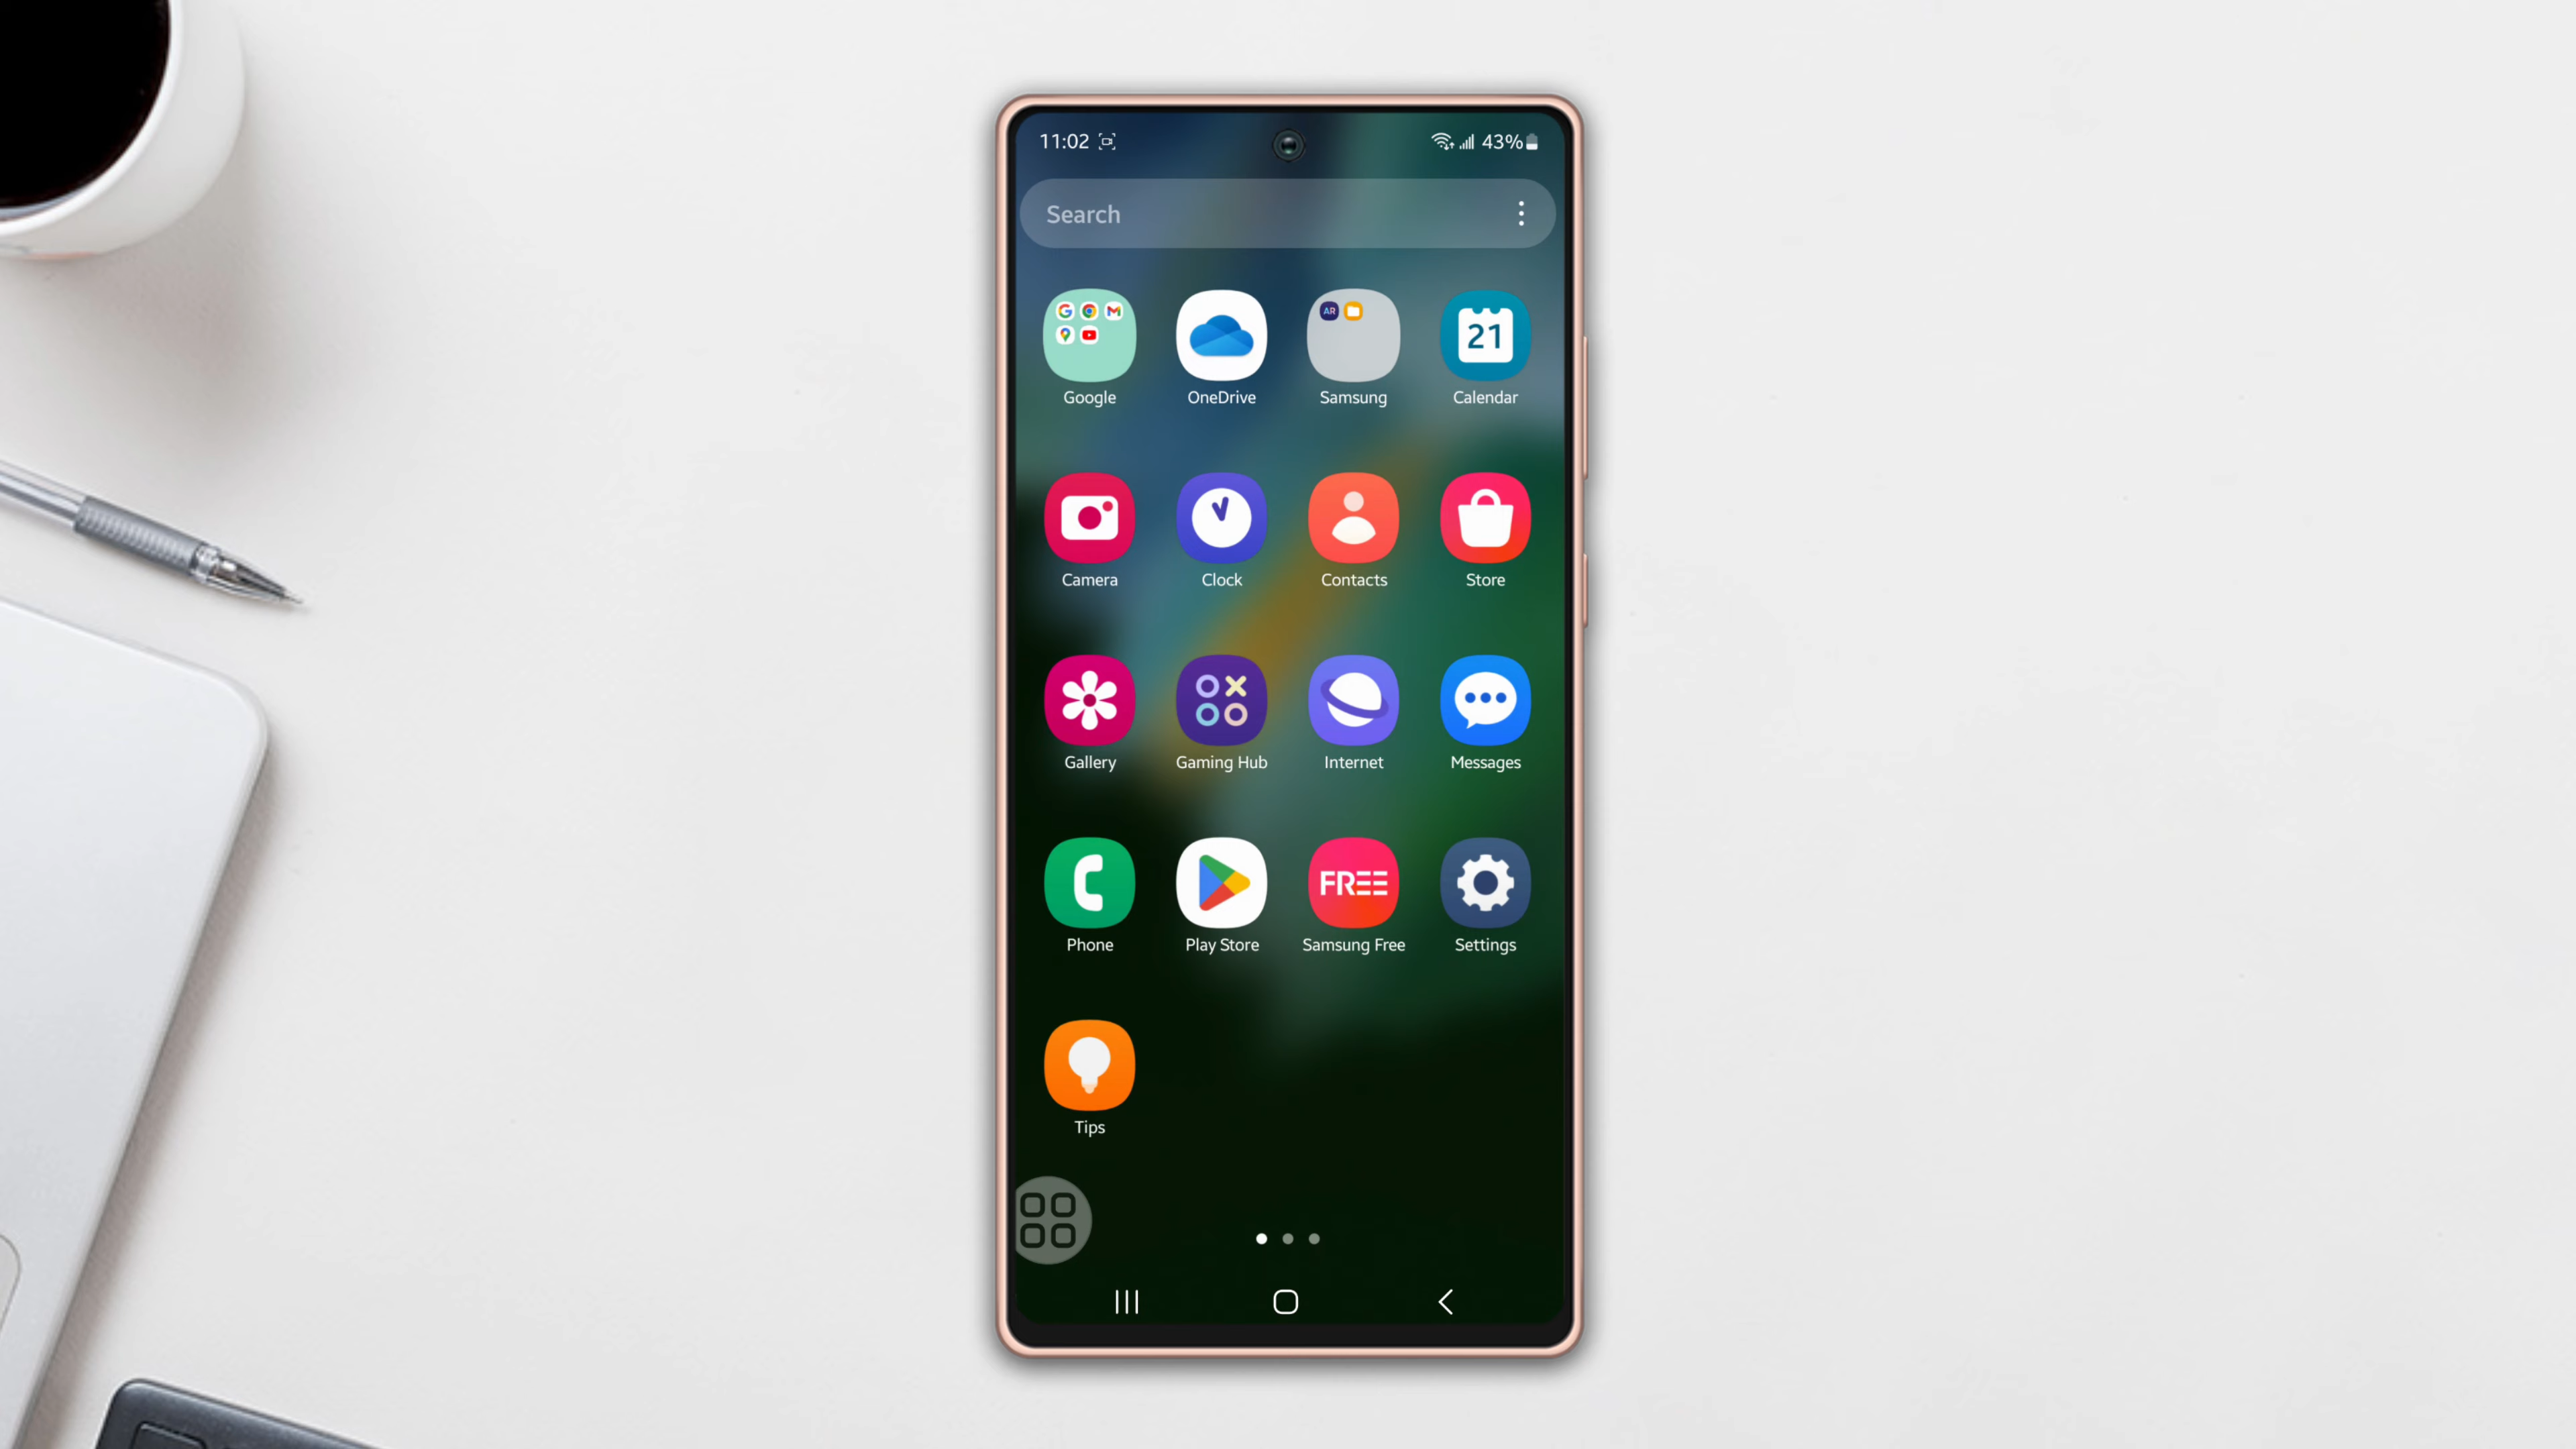 11:02 43%
Search
AR
Google OneDrive Samsung Calendar
21
Camera Clock Contacts Store
Gallery Gaming Hub Internet Messages
FREE
Phone Play Store Samsung Free Settings
Tips